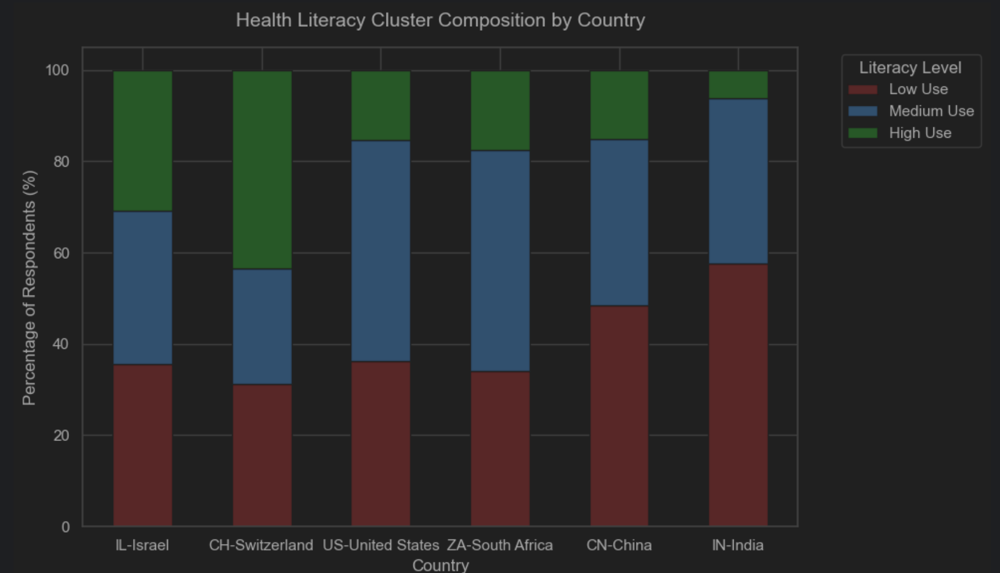 Health Literacy Cluster Composition by Country
Literacy Level
Low Use
Medium Use
High Use
Percentage of Respondents (%)
100
80
60
40
20
0
IL-Israel
CH-Switzerland
US-United States
ZA-South Africa
CN-China
IN-India
Country